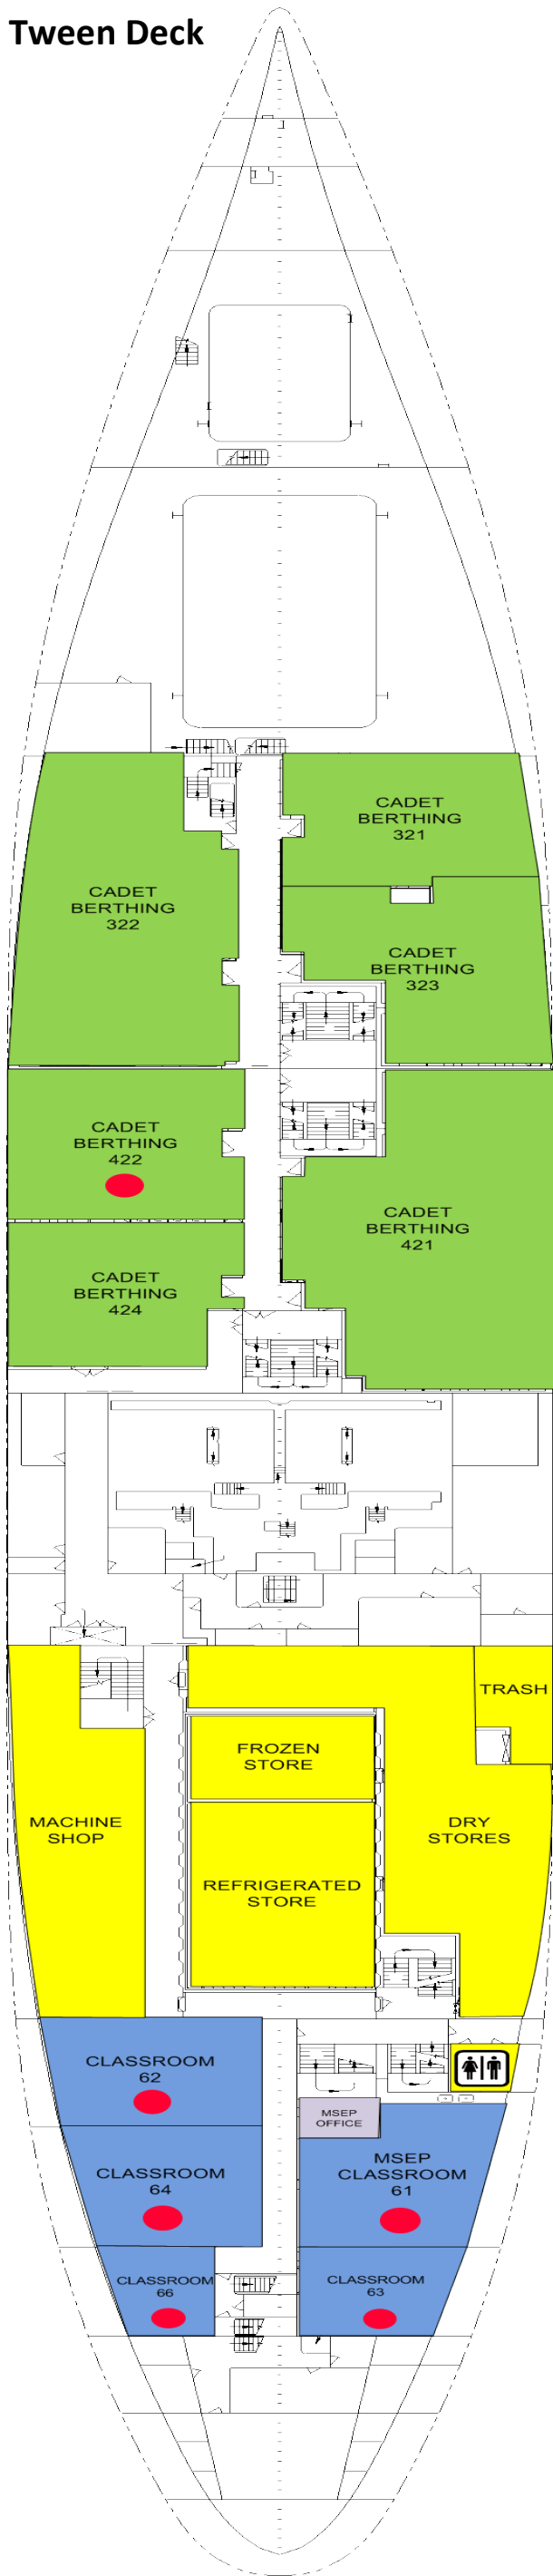 Tween Deck
CADET
BERTHING
321
CADET
BERTHING
322
CADET
BERTHING
323
CADET
BERTHING
422
CADET
BERTHING
421
CADET
BERTHING
424
TRASH
FROZEN
STORE
MACHINE
SHOP
DRY
STORES
REFRIGERATED
STORE
CLASSROOM
62
MSEP
OFFICE
CLASSROOM
64
MSEP
CLASSROOM
61
CLASSROOM
66
CLASSROOM
63